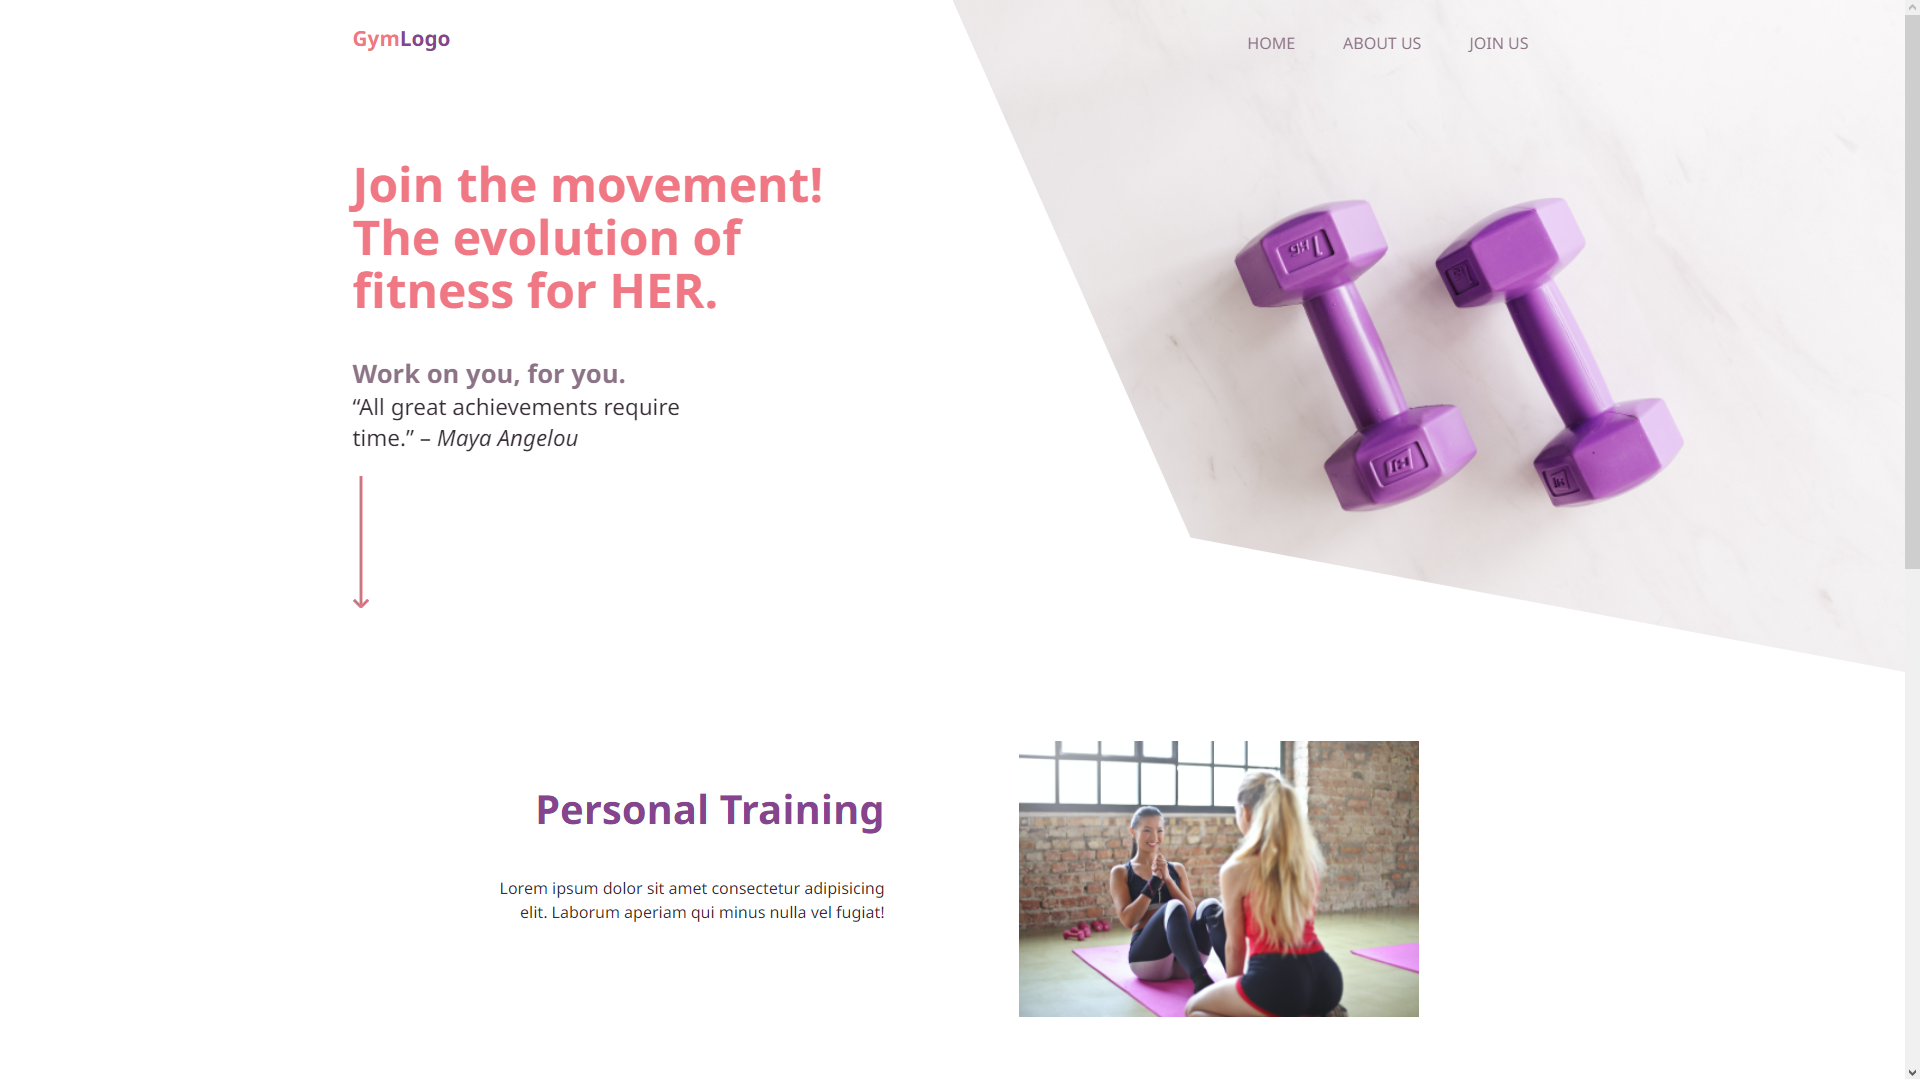 GymLogo
HOME ABOUT US JOIN US
Join the movement!
The evolution of
fitness for HER.
Work on you, for you.
“All great achievements require
time.” – Maya Angelou
Personal Training
Lorem ipsum dolor sit amet consectetur adipisicing
elit. Laborum aperiam qui minus nulla vel fugiat!